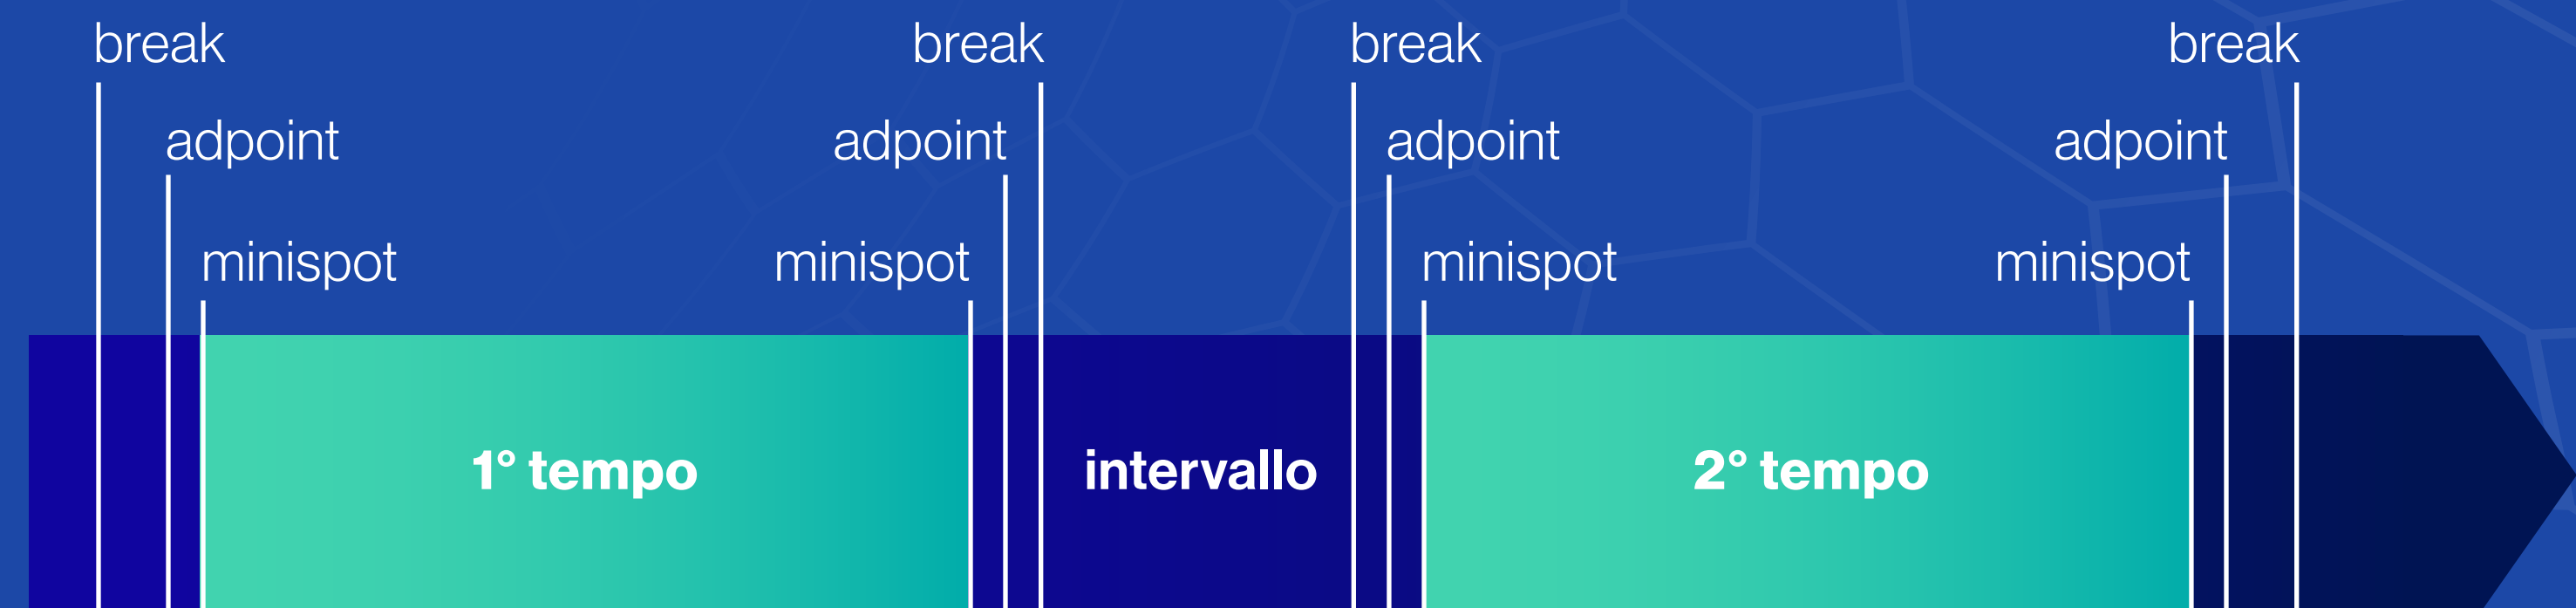 break break break break
adpoint adpoint adpoint adpoint
minispot minispot minispot minispot
1° tempo intervallo 2° tempo